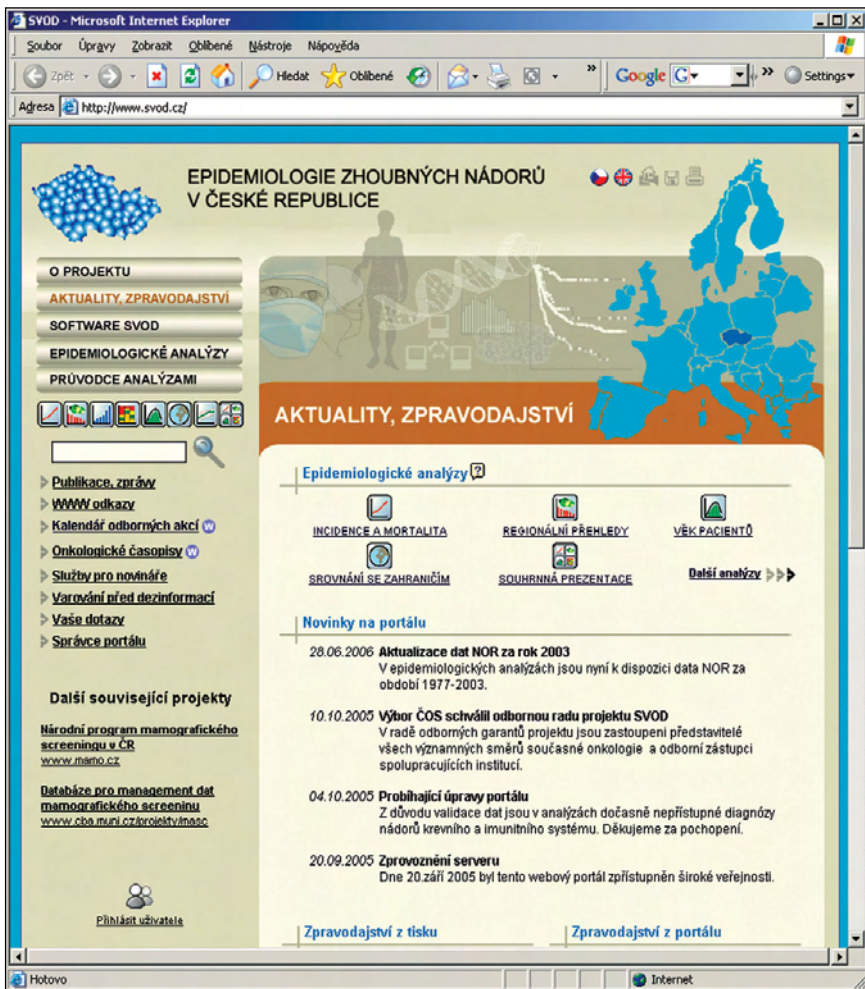 SVOD - Microsoft Internet Explorer
Soubor Úpravy Zobrazit Oblíbené Nástroje Nápověda
Zpět Hledat Oblíbené » Google G » Settings
Adresa http://www.svod.cz/
EPIDEMIOLOGIE ZHOUBNÝCH NÁDORŮ
V ČESKÉ REPUBLICE
O PROJEKTU
AKTUALITY, ZPRAVODAJSTVÍ
SOFTWARE SVOD
EPIDEMIOLOGICKÉ ANALÝZY
PRŮVODCE ANALÝZAMI
Publikace, zprávy
WWW odkazy
Kalendář odborných akcí W
Onkologické časopisy W
Služby pro novináře
Varování před dezinformací
Vaše dotazy
Správce portálu
Další související projekty
Národní program mamografického
screeningu v ČR
www.mamo.cz
Databáze pro management dat
mamografického screeninu
www.cba.muni.cz/projekty/masc
Přihlásit uživatele
AKTUALITY, ZPRAVODAJSTVÍ
Epidemiologické analýzy ?
INCIDENCE A MORTALITA REGIONÁLNÍ PŘEHLEDY VĚK PACIENTŮ
SROVNÁNÍ SE ZAHRANIČÍM SOUHRNNÁ PREZENTACE Další analýzy
Novinky na portálu
28.06.2006 Aktualizace dat NOR za rok 2003
V epidemiologických analýzách jsou nyní k dispozici data NOR za
období 1977-2003.
10.10.2005 Výbor ČOS schválil odbornou radu projektu SVOD
V radě odborných garantů projektu jsou zastoupeni představitelé
všech významných směrů současné onkologie a odborní zástupci
spolupracujících institucí.
04.10.2005 Probíhající úpravy portálu
Z důvodu validace dat jsou v analýzách dočasně nepřístupné diagnózy
nádorů krevního a imunitního systému. Děkujeme za pochopení.
20.09.2005 Zprovoznění serveru
Dne 20.září 2005 byl tento webový portál zpřístupněn široké veřejnosti.
Zpravodajství z tisku Zpravodajství z portálu
Hotovo Internet